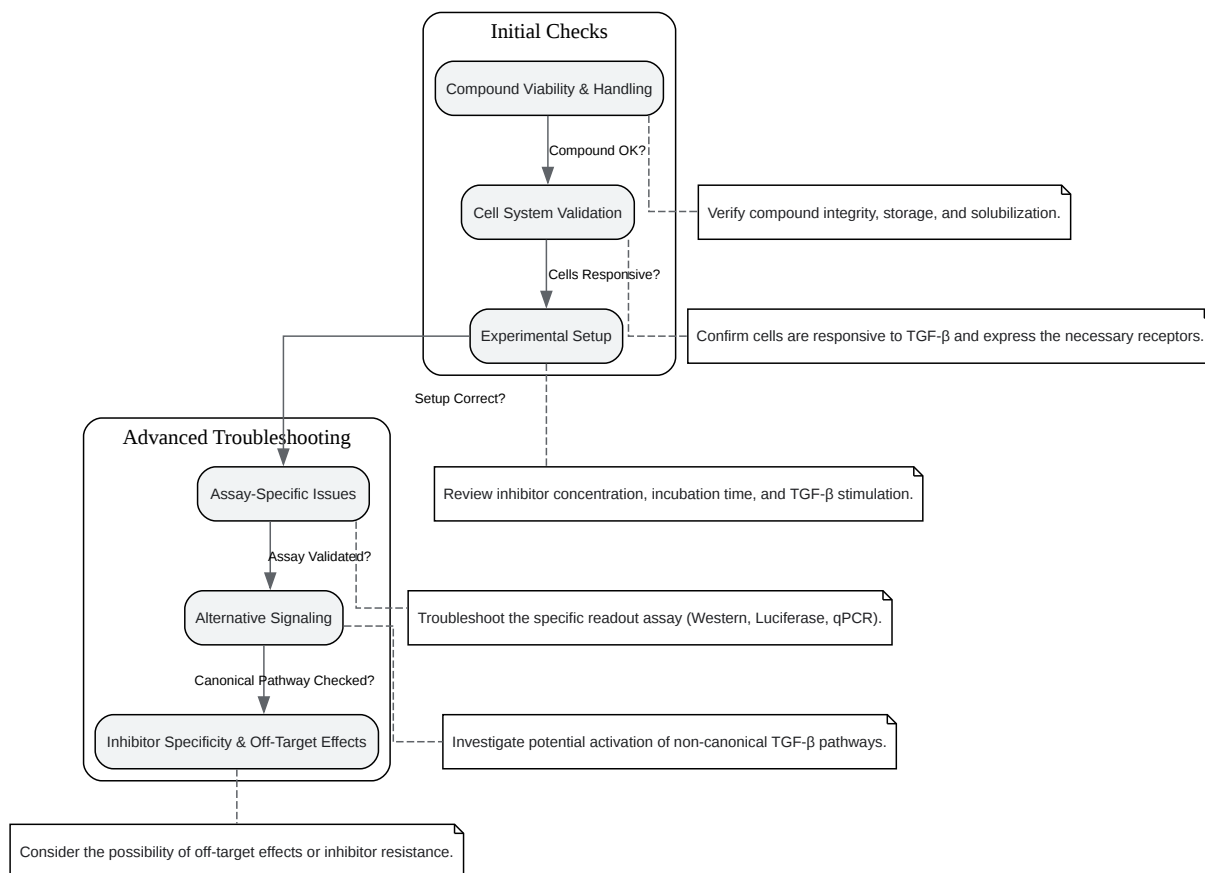 Initial Checks
Compound Viability & Handling
Compound OK?
Cell System Validation
Verify compound integrity, storage, and solubilization.
Cells Responsive?
Experimental Setup
Confirm cells are responsive to TGF-β and express the necessary receptors.
Setup Correct?
Advanced Troubleshooting
Assay-Specific Issues
Review inhibitor concentration, incubation time, and TGF-β stimulation.
Assay Validated?
Alternative Signaling
Troubleshoot the specific readout assay (Western, Luciferase, qPCR).
Canonical Pathway Checked?
Inhibitor Specificity & Off-Target Effects
Investigate potential activation of non-canonical TGF-β pathways.
Consider the possibility of off-target effects or inhibitor resistance.